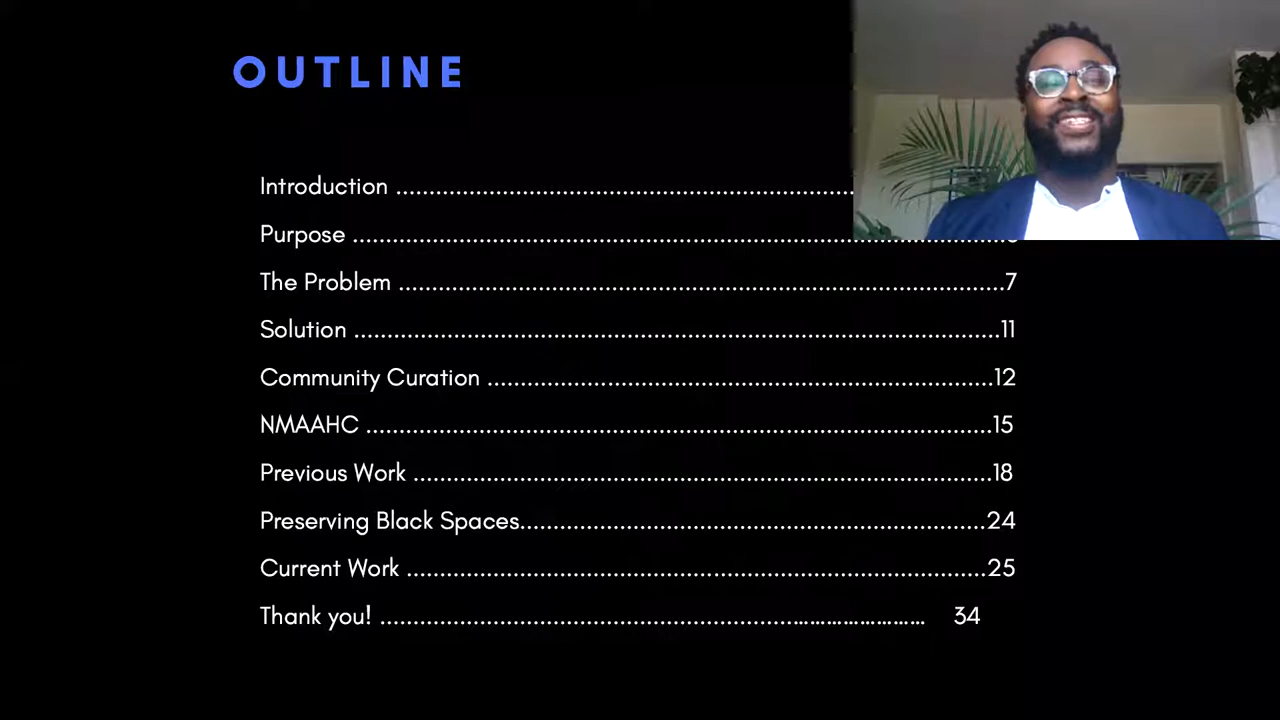 OUTLINE
Introduction .......................................................
Purpose ...............................................................................
The Problem .........................................................................7
Solution ..............................................................................11
Community Curation .............................................................12
NMAAHC ...........................................................................15
Previous Work .....................................................................18
Preserving Black Spaces........................................................24
Current Work ......................................................................25
Thank you! .................................................……………………… 34